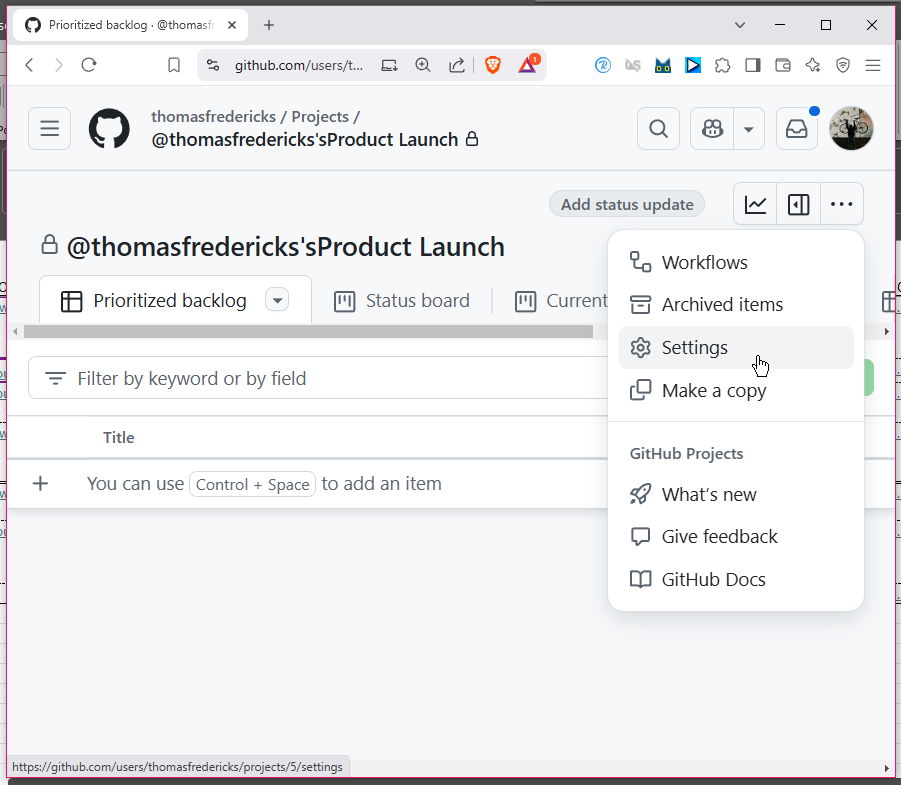 Prioritized backlog · @thomasf
github.com/users/t...
1
thomasfredericks / Projects /
@thomasfredericks'sProduct Launch
Add status update
@thomasfredericks'sProduct Launch
Prioritized backlog
Status board
Current
Filter by keyword or by field
Title
You can use Control + Space to add an item
Workflows
Archived items
Settings
Make a copy
GitHub Projects
What's new
Give feedback
GitHub Docs
https://github.com/users/thomasfredericks/projects/5/settings